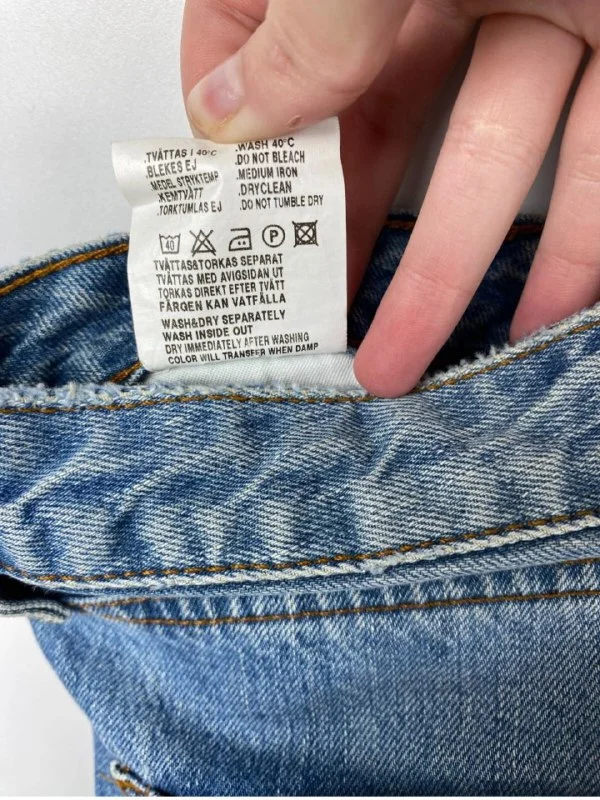 .TVÄTTAS I 40°C
.BLEKES EJ
MEDEL STRYKTEMP
.KEMTVÄTT
.TORKTUMLAS EJ
.WASH 40°C
.DO NOT BLEACH
.MEDIUM IRON
.DRYCLEAN
.DO NOT TUMBLE DRY
40 P
TVÄTTAS&TORKAS SEPARAT
TVÄTTAS MED AVIGSIDAN UT
TORKAS DIREKT EFTER TVÄTT
FÄRGEN KAN VATFÄLLA
WASH&DRY SEPARATELY
WASH INSIDE OUT
DRY IMMEDIATELY AFTER WASHING
COLOR WILL TRANSFER WHEN DAMP